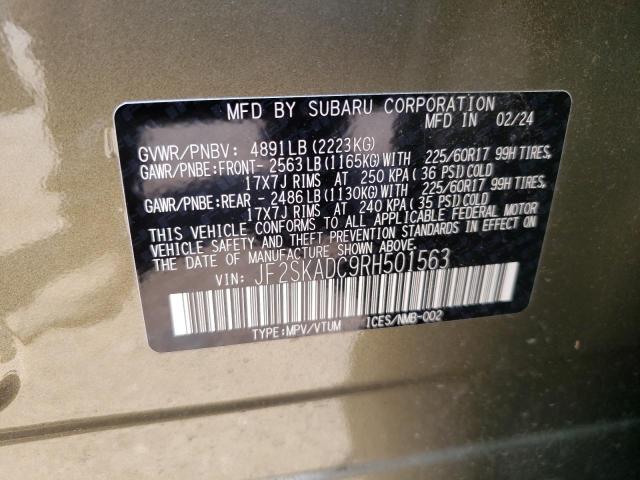 MFD BY SUBARU CORPORATION
MFD IN 02/24
GVWR/PNBV: 4891LB (2223KG)
GAWR/PNBE:FRONT- 2563LB (1165KG)WITH 225/60R17 99H TIRES,
17X7J RIMS AT 250 KPA (36 PSI)COLD
GAWR/PNBE:REAR - 2486LB (1130KG)WITH 225/60R17 99H TIRES,
17X7J RIMS AT 240 KPA (35 PSI)COLD
THIS VEHICLE CONFORMS TO ALL APPLICABLE FEDERAL MOTOR
VEHICLE SAFETY AND THEFT PREVENTION STANDARDS IN EFFECT ON
THE DATE OF MANUFACTURE SHOWN ABOVE.
VIN: JF2SKADC9RH501563
TYPE:MPV/VTUM ICES/NMB-002